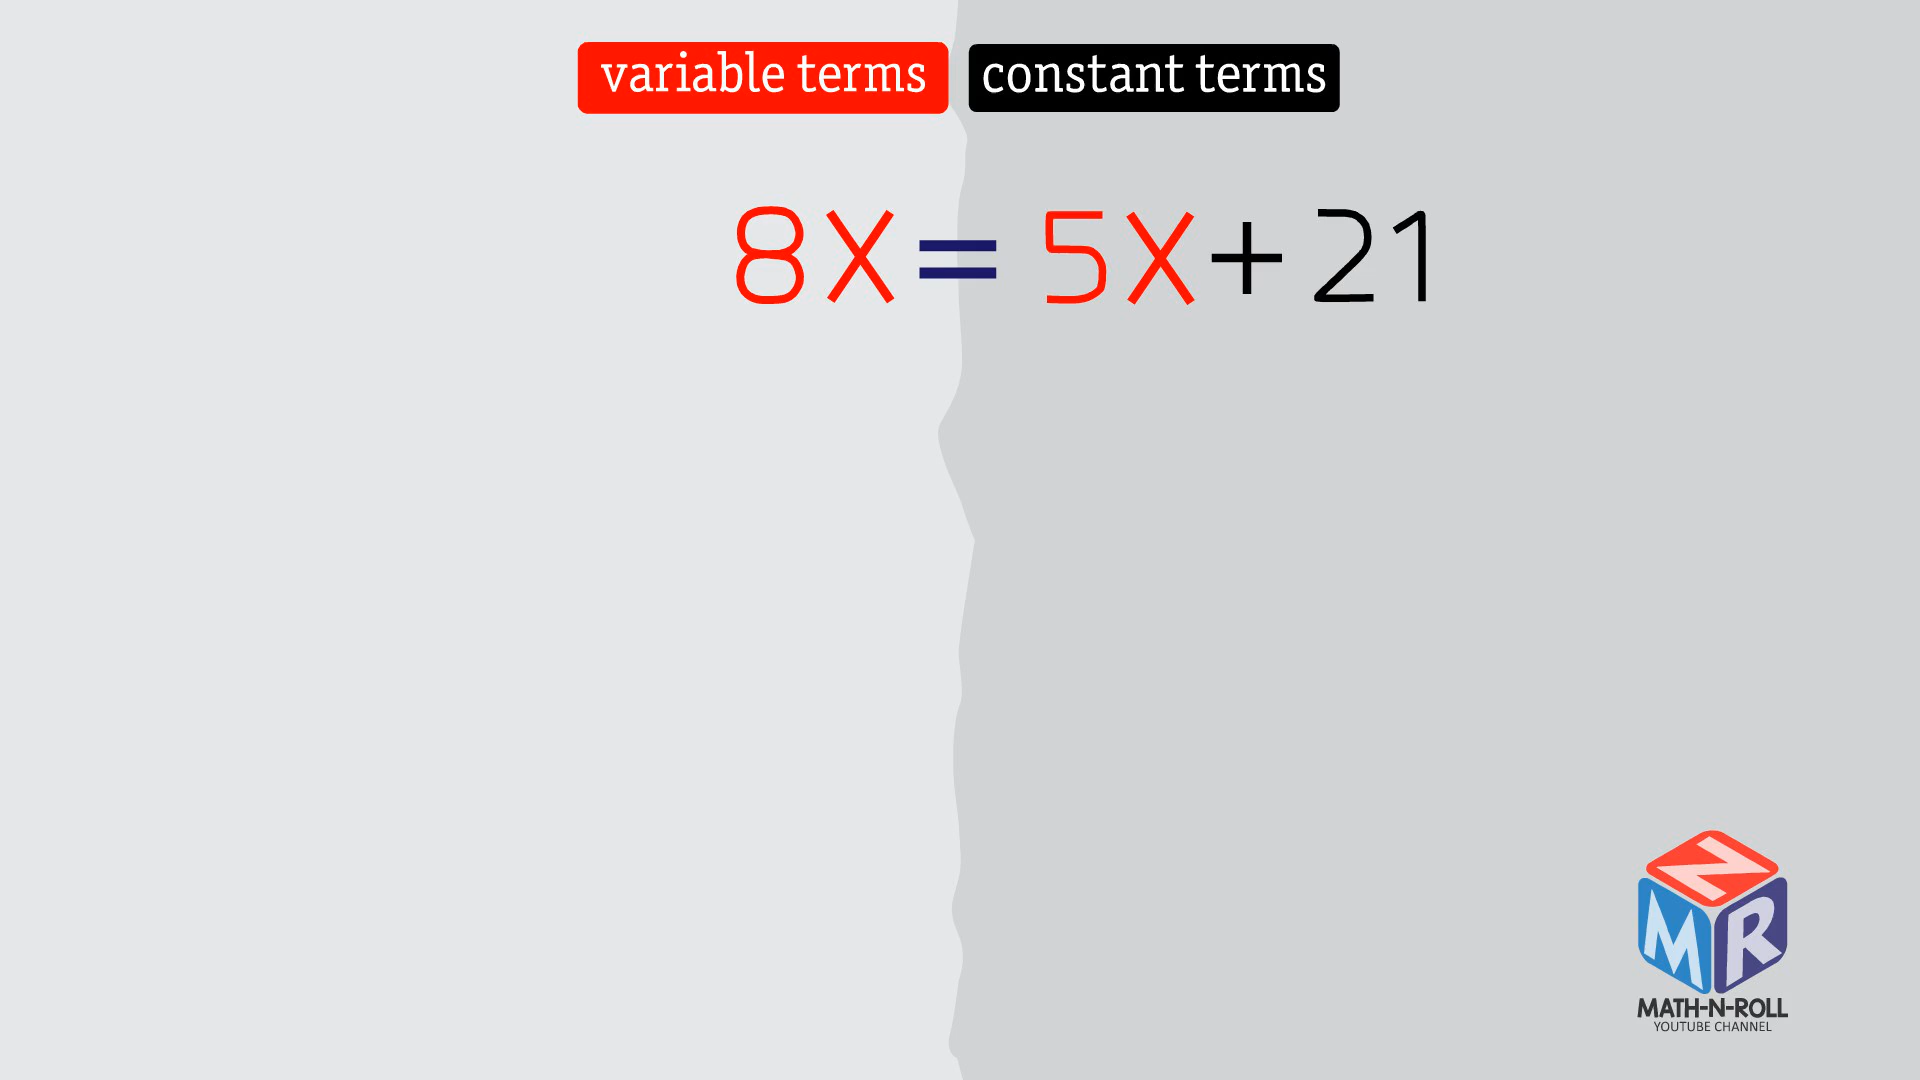 variable terms constant terms
8X = 5X + 21
N
M R
MATH-N-ROLL
YOUTUBE CHANNEL